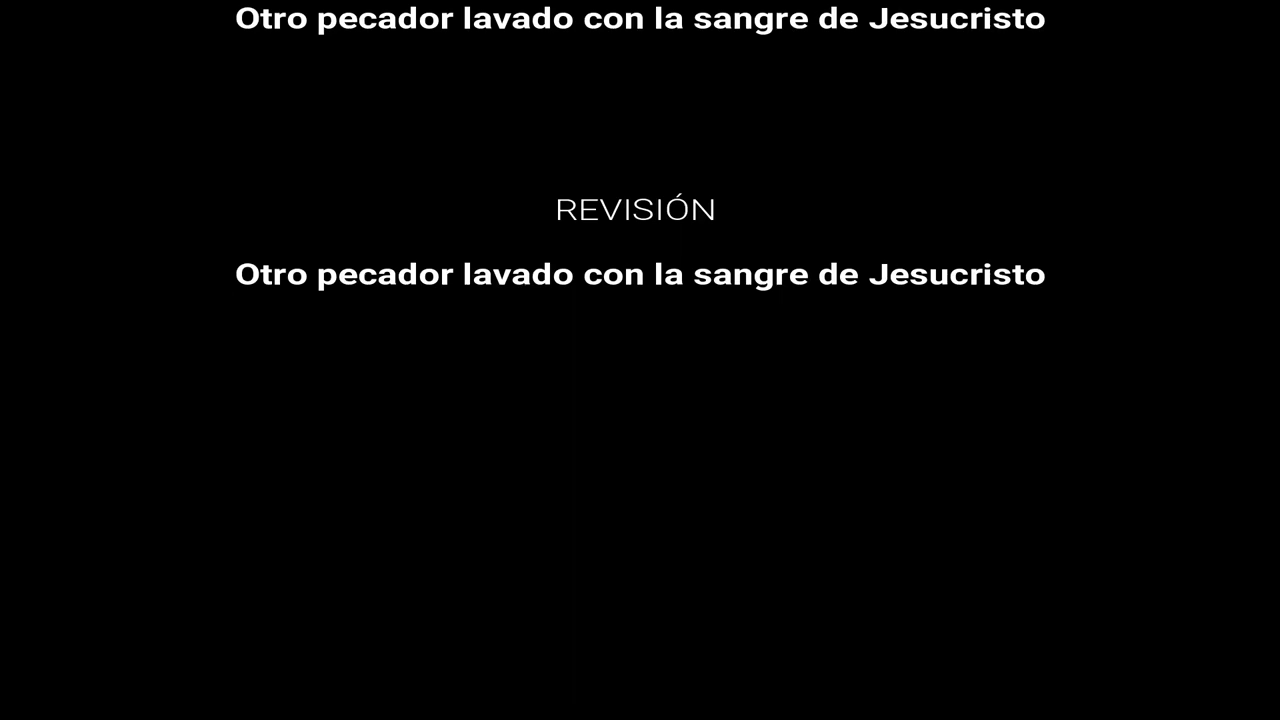 Otro pecador lavado con la sangre de Jesucristo
REVISIÓN
Otro pecador lavado con la sangre de Jesucristo